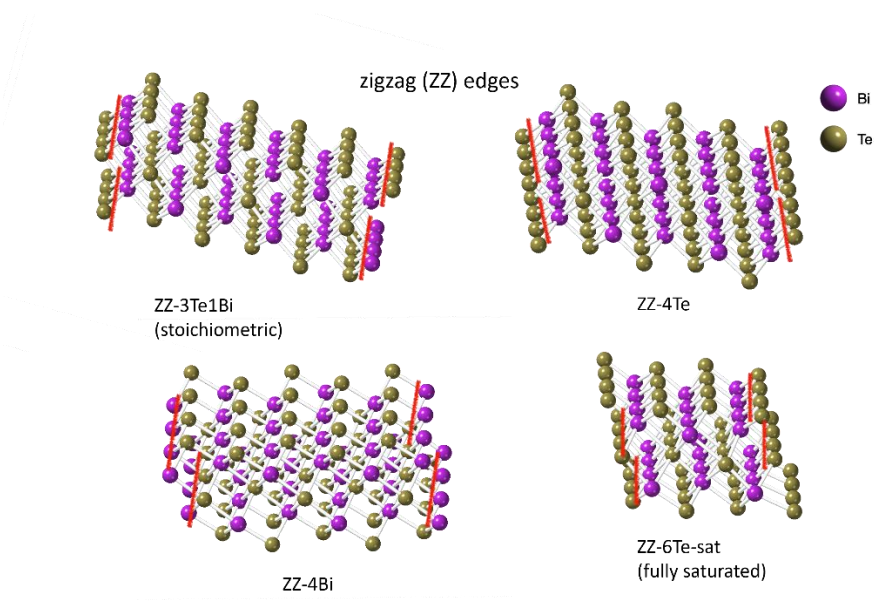 zigzag (ZZ) edges
Bi
Te
ZZ-3Te1Bi
(stoichiometric)
ZZ-4Te
ZZ-4Bi
ZZ-6Te-sat
(fully saturated)